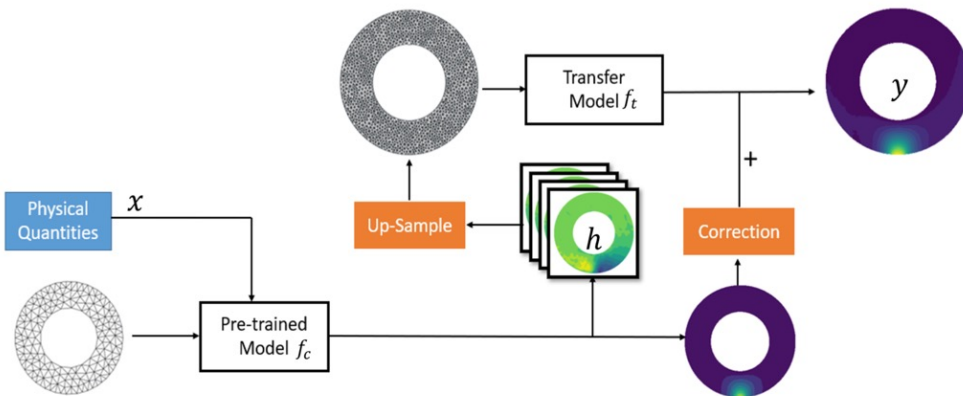 Transfer
Model f_t
y
+
Physical
Quantities
x
Up-Sample
h
Correction
Pre-trained
Model f_c